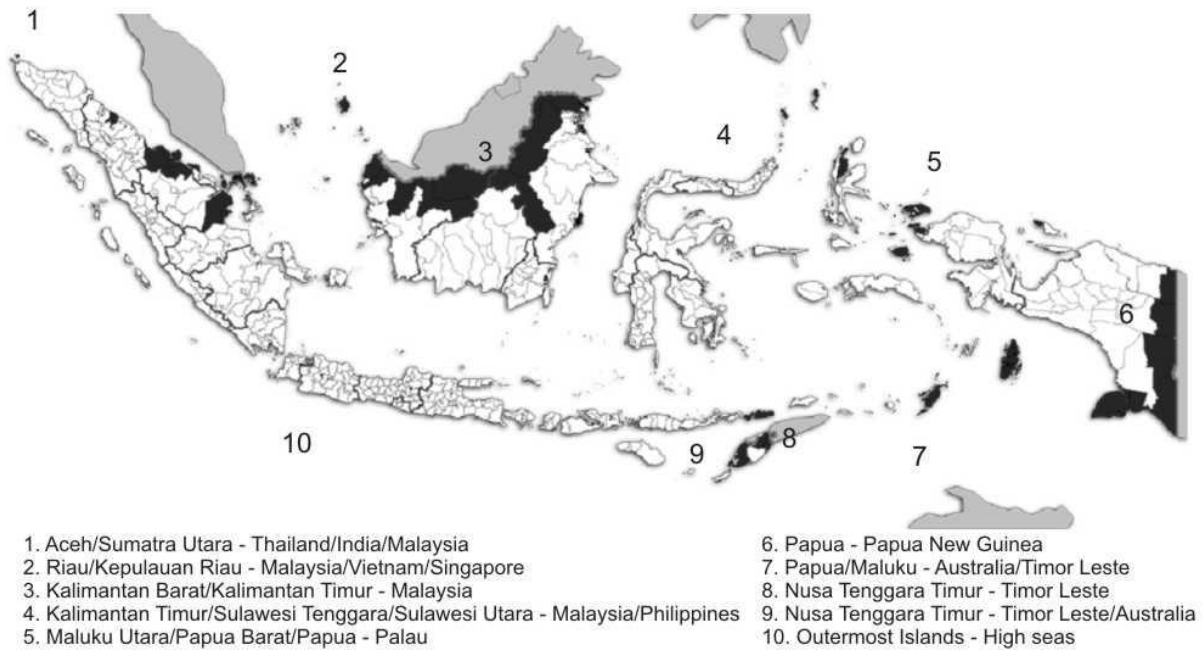 1
2
3
4
5
6
7
8
9
10
1. Aceh/Sumatra Utara - Thailand/India/Malaysia
2. Riau/Kepulauan Riau - Malaysia/Vietnam/Singapore
3. Kalimantan Barat/Kalimantan Timur - Malaysia
4. Kalimantan Timur/Sulawesi Tenggara/Sulawesi Utara - Malaysia/Philippines
5. Maluku Utara/Papua Barat/Papua - Palau
6. Papua - Papua New Guinea
7. Papua/Maluku - Australia/Timor Leste
8. Nusa Tenggara Timur - Timor Leste
9. Nusa Tenggara Timur - Timor Leste/Australia
10. Outermost Islands - High seas